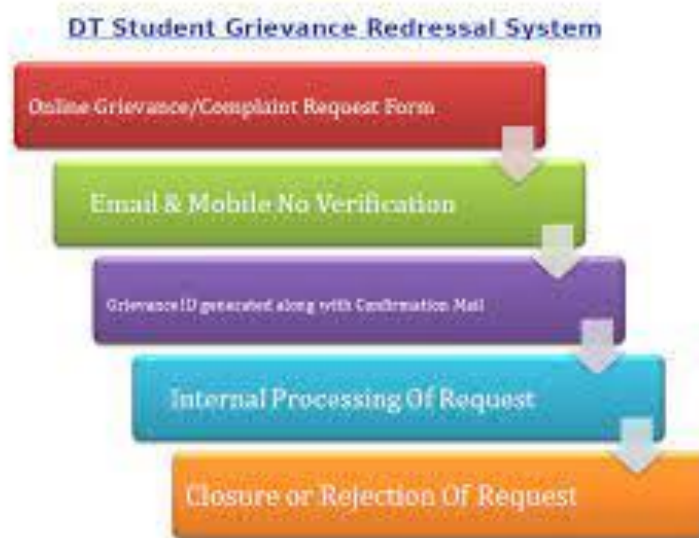 DT Student Grievance Redressal System
Online Grievance/Complaint Request Form
Email & Mobile No Verification
Grievance ID generated along with Confirmation Mail
Internal Processing Of Request
Closure or Rejection Of Request